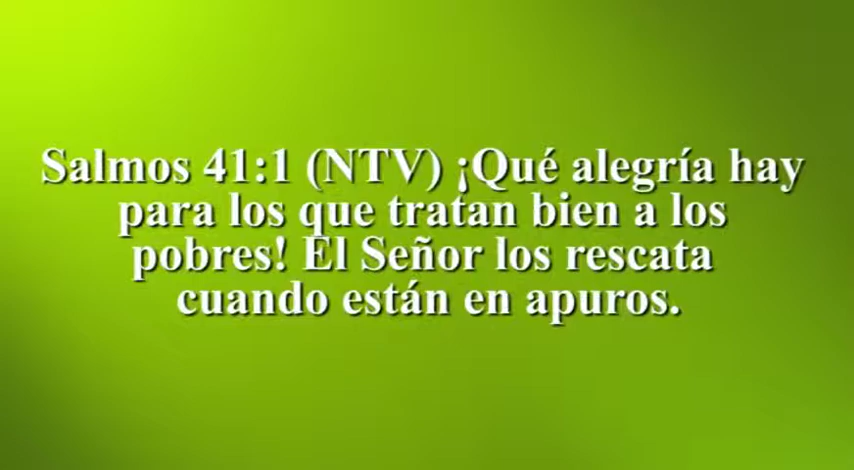 Salmos 41:1 (NTV) ¡Qué alegría hay
para los que tratan bien a los
pobres! El Señor los rescata
cuando están en apuros.